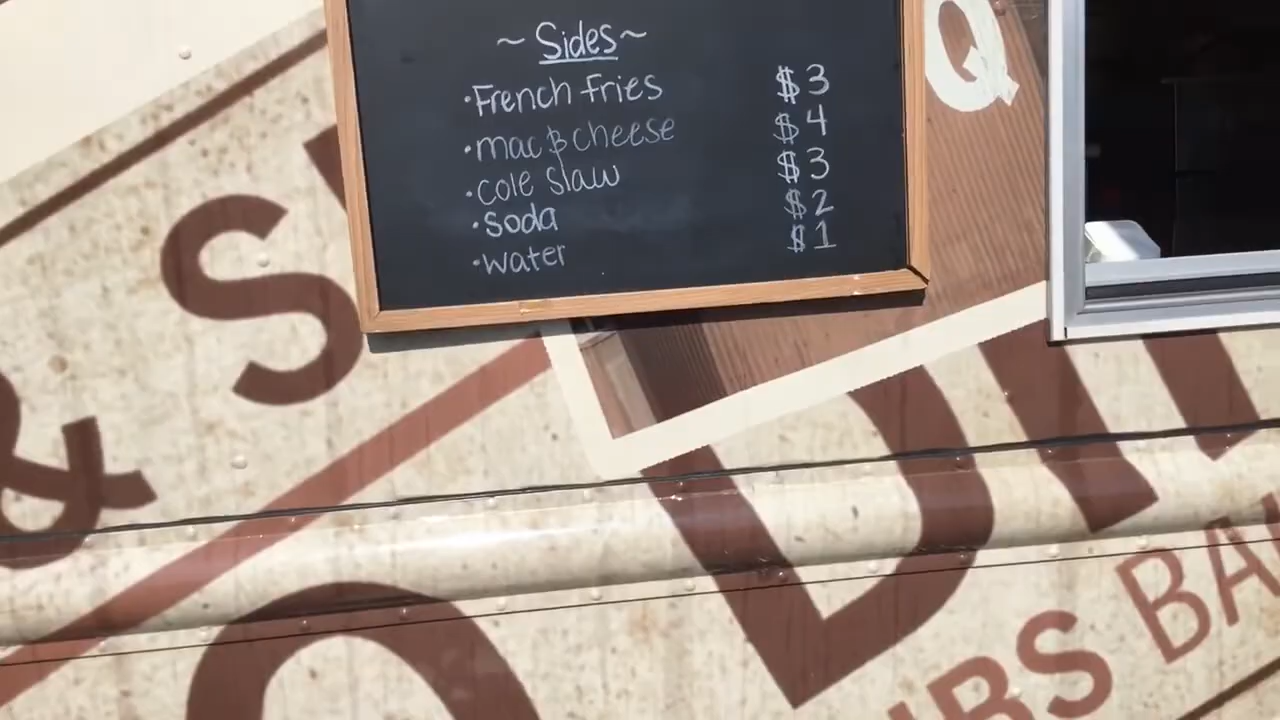 ~ Sides ~
• French Fries $3
• mac & cheese $4
• cole slaw $3
• soda $2
• water $1
Q
& S